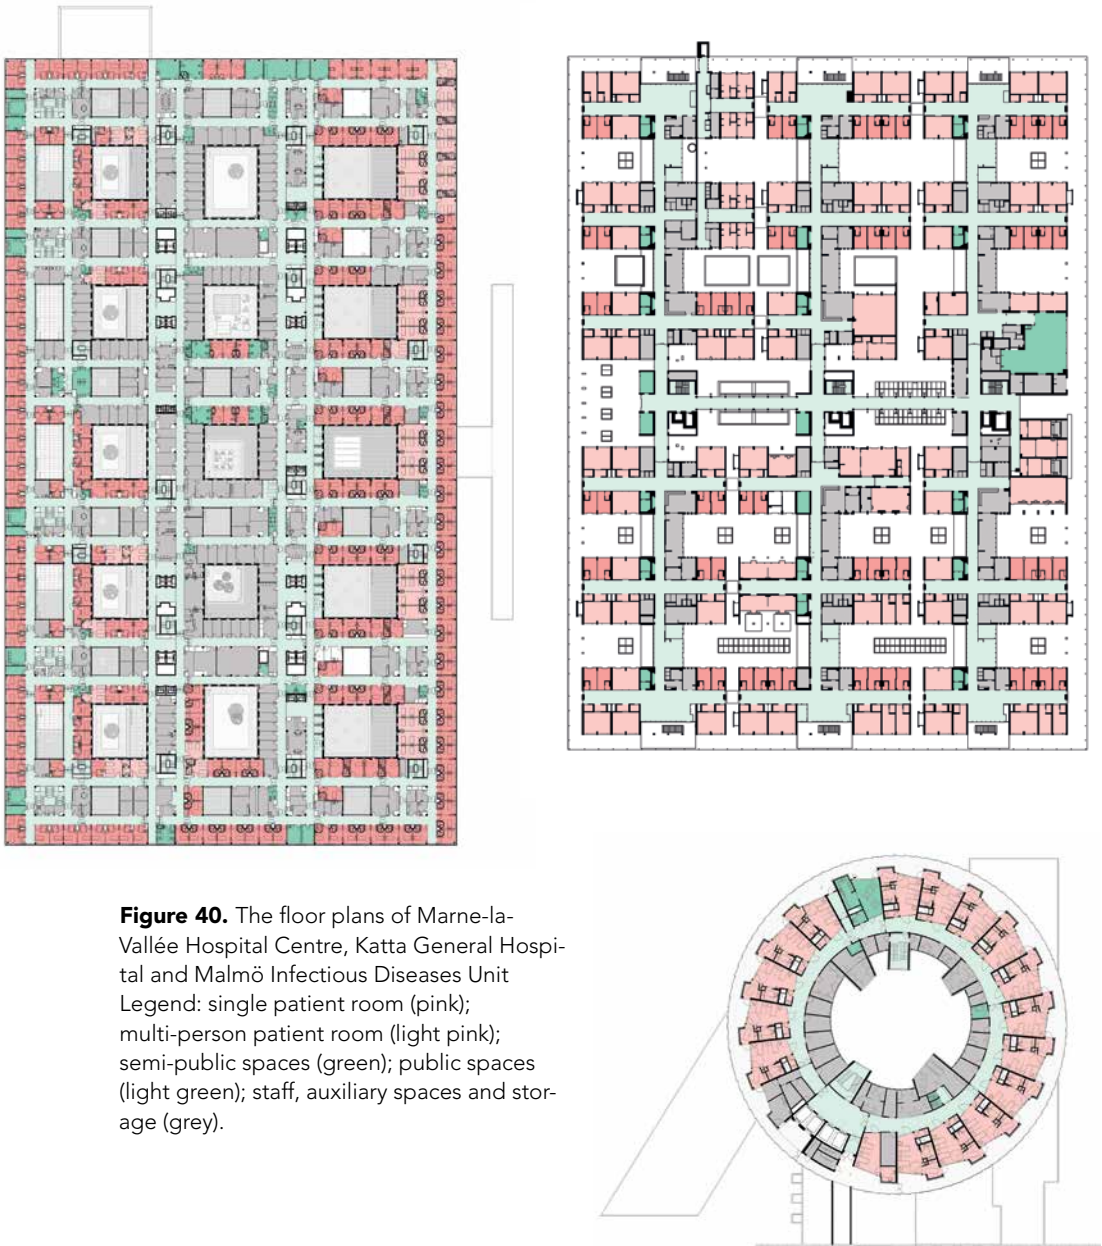 Figure 40. The floor plans of Marne-la-
Vallée Hospital Centre, Katta General Hospi-
tal and Malmö Infectious Diseases Unit
Legend: single patient room (pink);
multi-person patient room (light pink);
semi-public spaces (green); public spaces
(light green); staff, auxiliary spaces and stor-
age (grey).